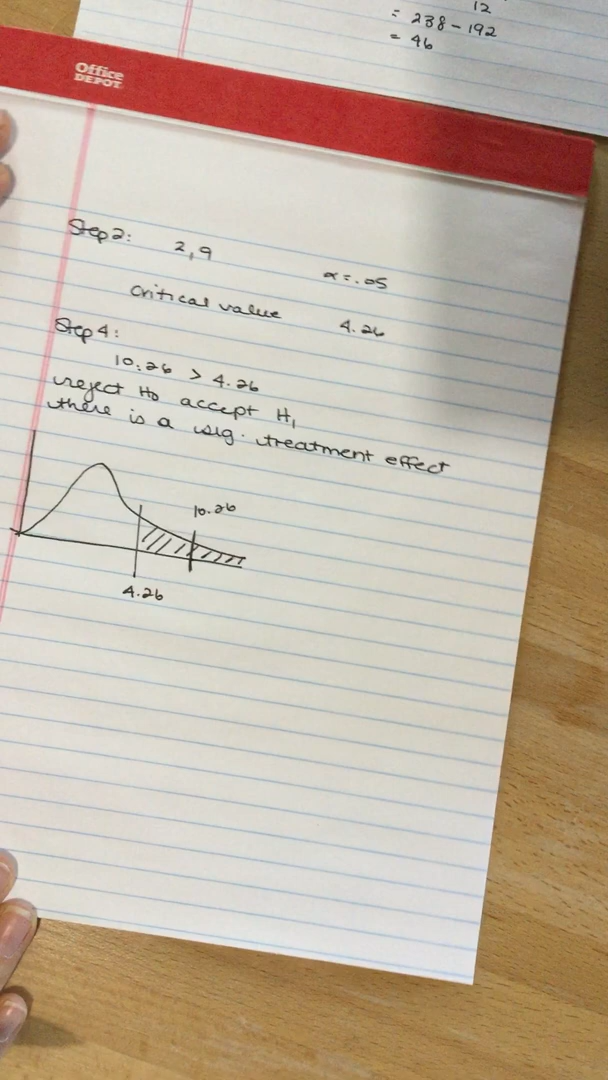 12
= 238 - 192
= 46
Office
DEPOT
Step 2: 2, 9 α = .05
critical value 4.26
Step 4:
10.26 > 4.26
reject H0 accept H1
there is a sig. treatment effect
10.26
4.26